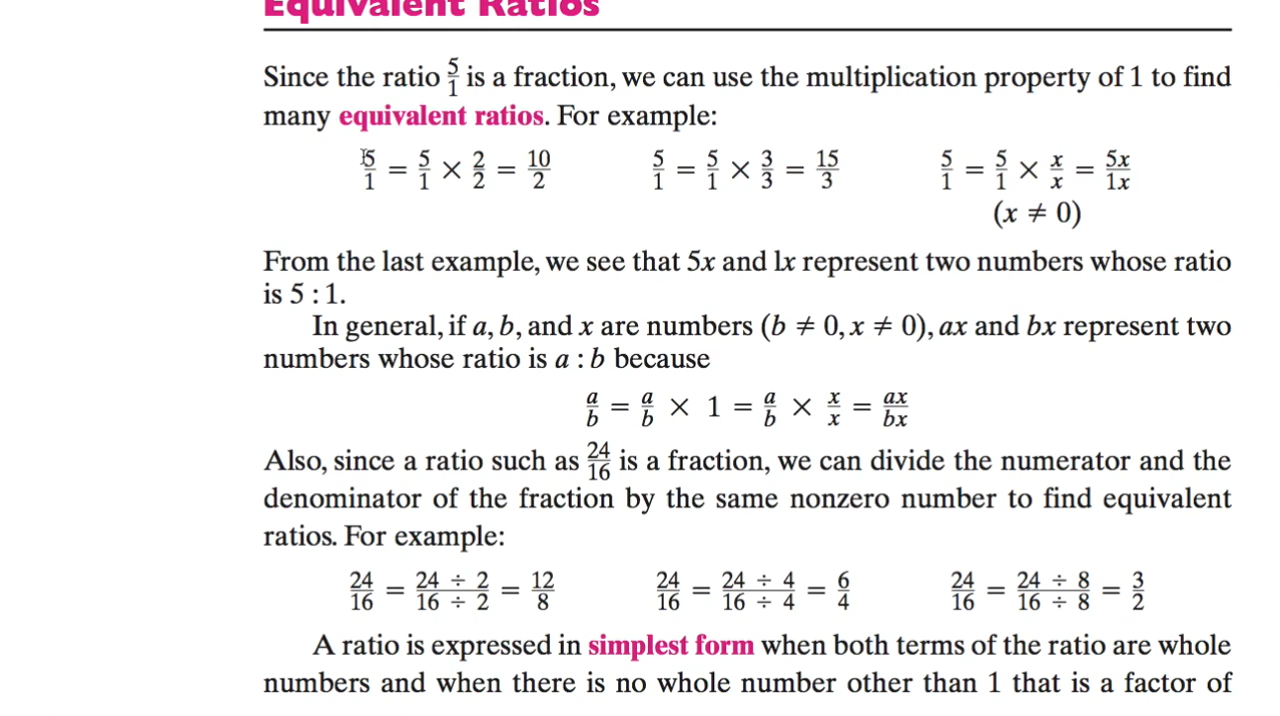 Equivalent Ratios
Since the ratio 5/1 is a fraction, we can use the multiplication property of 1 to find
many equivalent ratios. For example:
5/1 = 5/1 × 2/2 = 10/2 5/1 = 5/1 × 3/3 = 15/3 5/1 = 5/1 × x/x = 5x/1x
(x ≠ 0)
From the last example, we see that 5x and lx represent two numbers whose ratio
is 5 : 1.
In general, if a, b, and x are numbers (b ≠ 0, x ≠ 0), ax and bx represent two
numbers whose ratio is a : b because
a/b = a/b × 1 = a/b × x/x = ax/bx
Also, since a ratio such as 24/16 is a fraction, we can divide the numerator and the
denominator of the fraction by the same nonzero number to find equivalent
ratios. For example:
24/16 = 24 ÷ 2/16 ÷ 2 = 12/8 24/16 = 24 ÷ 4/16 ÷ 4 = 6/4 24/16 = 24 ÷ 8/16 ÷ 8 = 3/2
A ratio is expressed in simplest form when both terms of the ratio are whole
numbers and when there is no whole number other than 1 that is a factor of